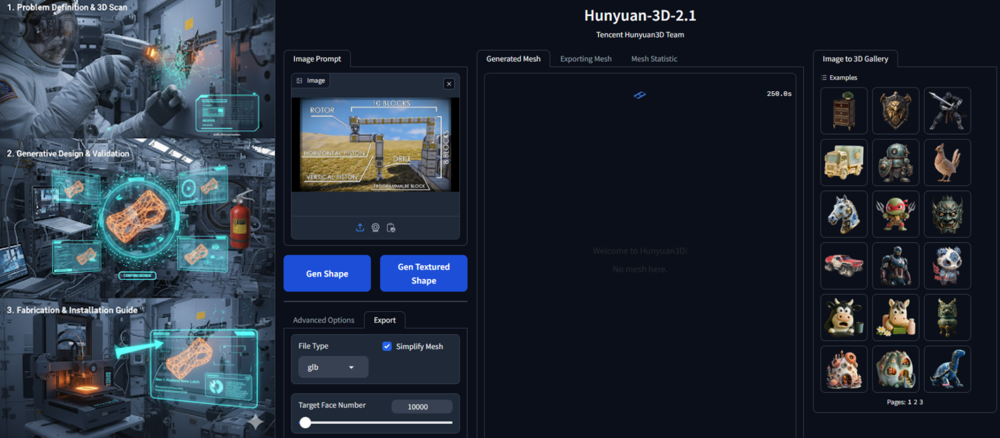 1. Problem Definition & 3D Scan
2. Generative Design & Validation
CONFIRM DESIGN
3. Fabrication & Installation Guide
Hunyuan-3D-2.1
Tencent Hunyuan3D Team
Image Prompt
Image
10 BLOCKS
ROTOR
8 BLOCKS
HORIZONTAL PISTON
DRILL
VERTICAL PISTON
PROGRAMMALBE BLOCK
Gen Shape
Gen Textured
Shape
Advanced Options
Export
File Type
Simplify Mesh
glb
Target Face Number
10000
Generated Mesh
Exporting Mesh
Mesh Statistic
250.0s
Welcome to Hunyuan3D!
No mesh here.
Image to 3D Gallery
Examples
Pages: 1 2 3